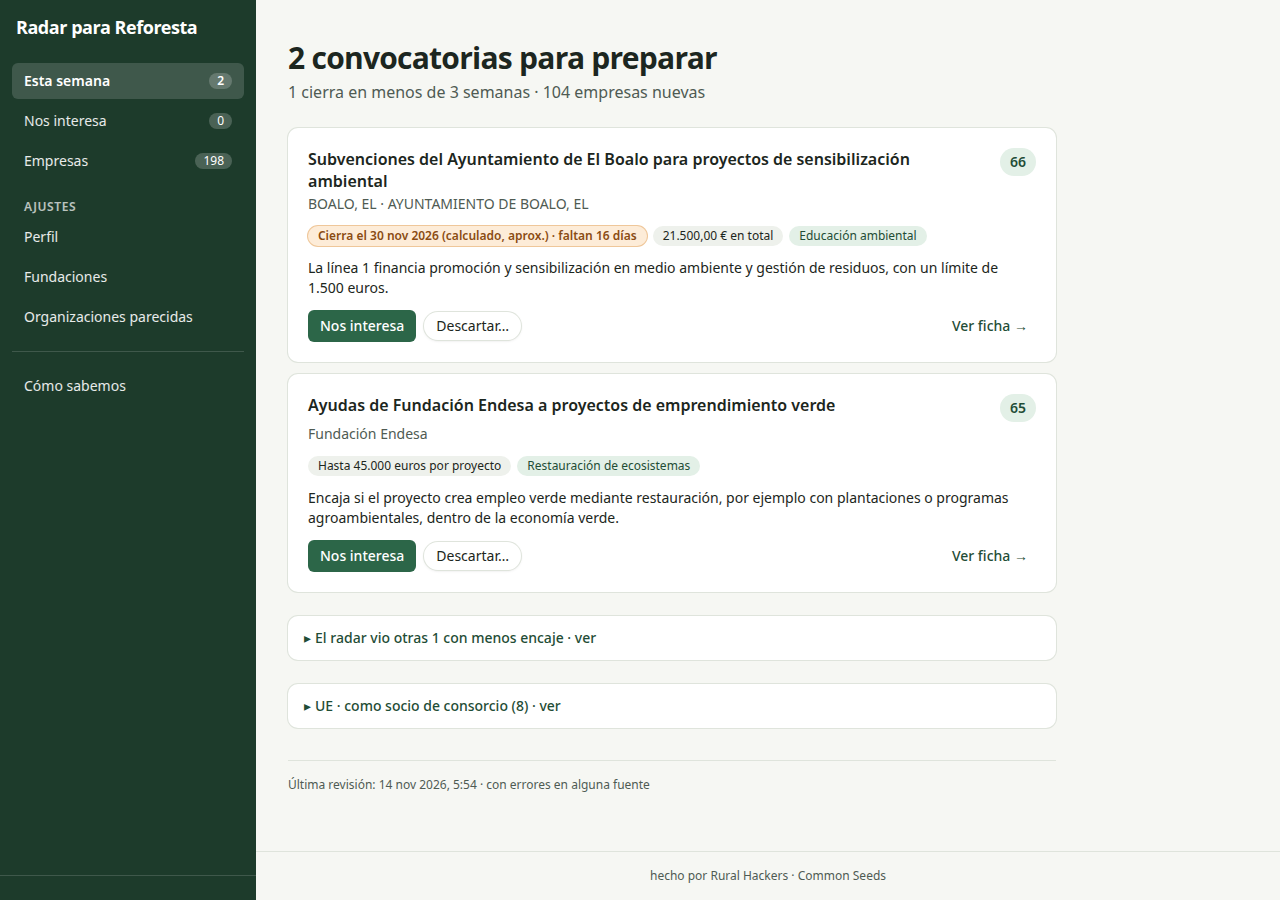 Radar para Reforesta
Esta semana 2
Nos interesa 0
Empresas 198
AJUSTES
Perfil
Fundaciones
Organizaciones parecidas
Cómo sabemos
2 convocatorias para preparar
1 cierra en menos de 3 semanas · 104 empresas nuevas
Subvenciones del Ayuntamiento de El Boalo para proyectos de sensibilización
ambiental
66
BOALO, EL · AYUNTAMIENTO DE BOALO, EL
Cierra el 30 nov 2026 (calculado, aprox.) · faltan 16 días 21.500,00 € en total Educación ambiental
La línea 1 financia promoción y sensibilización en medio ambiente y gestión de residuos, con un límite de
1.500 euros.
Nos interesa Descartar... Ver ficha →
Ayudas de Fundación Endesa a proyectos de emprendimiento verde 65
Fundación Endesa
Hasta 45.000 euros por proyecto Restauración de ecosistemas
Encaja si el proyecto crea empleo verde mediante restauración, por ejemplo con plantaciones o programas
agroambientales, dentro de la economía verde.
Nos interesa Descartar... Ver ficha →
▸ El radar vio otras 1 con menos encaje · ver
▸ UE · como socio de consorcio (8) · ver
Última revisión: 14 nov 2026, 5:54 · con errores en alguna fuente
hecho por Rural Hackers · Common Seeds